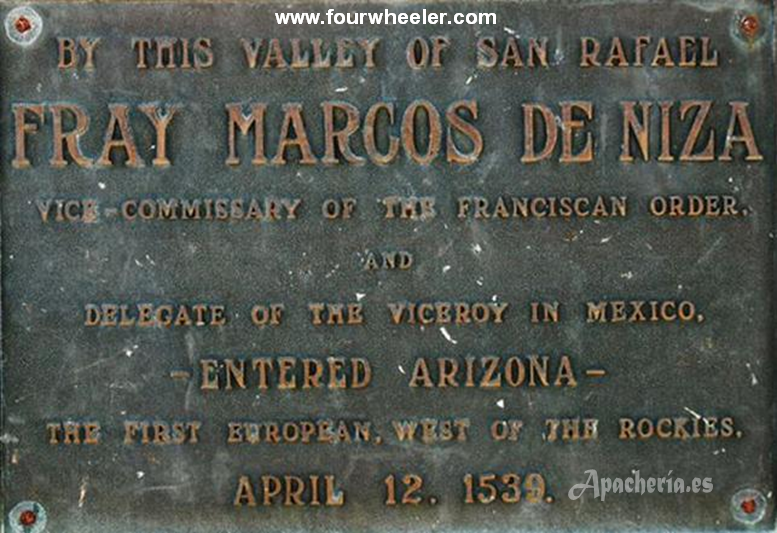 www.fourwheeler.com
BY THIS VALLEY OF SAN RAFAEL
FRAY MARCOS DE NIZA
VICE-COMMISSARY OF THE FRANCISCAN ORDER.
AND
DELEGATE OF THE VICEROY IN MEXICO,
-ENTERED ARIZONA-
THE FIRST EUROPEAN, WEST OF THE ROCKIES,
APRIL 12. 1539.
Apachería.es